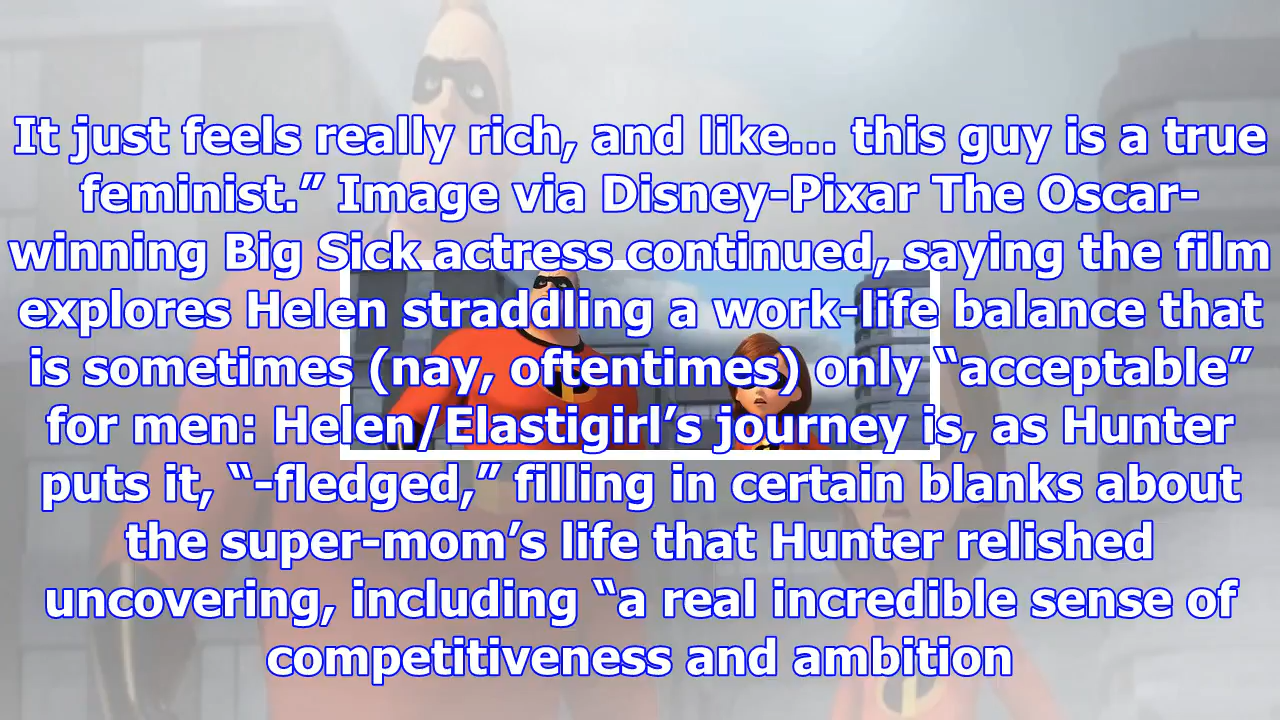 It just feels really rich, and like... this guy is a true
feminist.” Image via Disney-Pixar The Oscar-
winning Big Sick actress continued, saying the film
explores Helen straddling a work-life balance that
is sometimes (nay, oftentimes) only “acceptable”
for men: Helen/Elastigirl’s journey is, as Hunter
puts it, “-fledged,” filling in certain blanks about
the super-mom’s life that Hunter relished
uncovering, including “a real incredible sense of
competitiveness and ambition